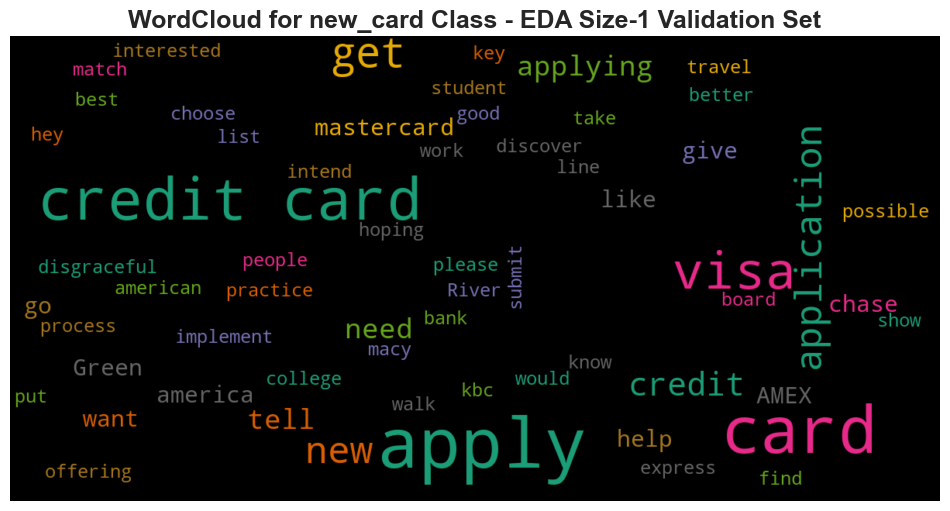 WordCloud for new_card Class - EDA Size-1 Validation Set
interested
get
key
match
applying
travel
student
best
better
choose
good
take
hey
list
mastercard
work
discover
give
line
intend
credit card
like
application
possible
hoping
disgraceful
people
please
submit
visa
american
practice
River
board
chase
go
process
bank
show
implement
need
macy
Green
know
college
would
credit
america
kbc
AMEX
put
walk
want
tell
apply
card
new
help
offering
express
find